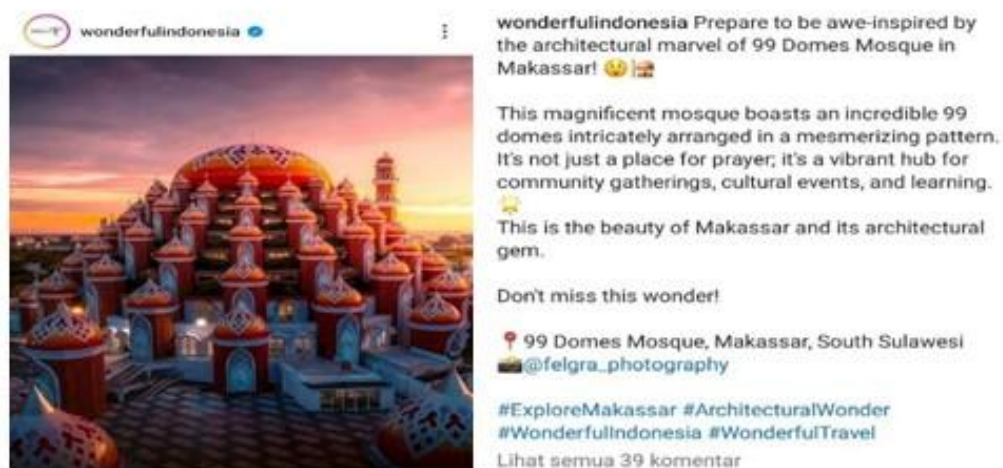 wonderfulindonesia
wonderfulindonesia Prepare to be awe-inspired by
the architectural marvel of 99 Domes Mosque in
Makassar! 😲🕌
This magnificent mosque boasts an incredible 99
domes intricately arranged in a mesmerizing pattern.
It's not just a place for prayer; it's a vibrant hub for
community gatherings, cultural events, and learning.
🌟
This is the beauty of Makassar and its architectural
gem.
Don't miss this wonder!
📍99 Domes Mosque, Makassar, South Sulawesi
📸@felgra_photography
#ExploreMakassar #ArchitecturalWonder
#WonderfulIndonesia #WonderfulTravel
Lihat semua 39 komentar